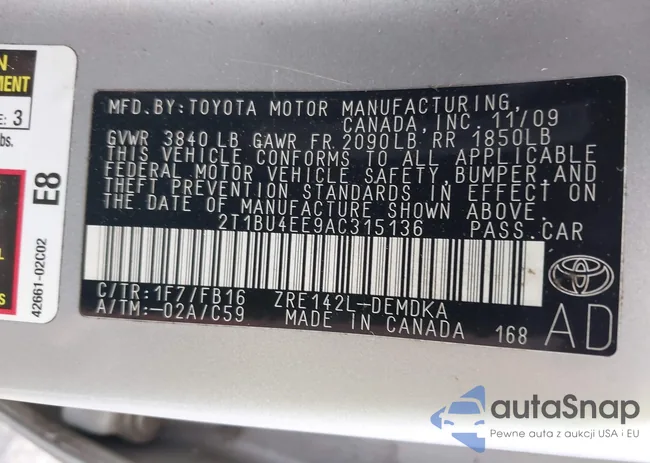 N
MENT
E: 3
bs.
E8
42661-02C02
s
MFD. BY: TOYOTA MOTOR MANUFACTURING,
CANADA, INC. 11/09
GVWR 3840 LB GAWR FR 2090LB RR 1850LB
THIS VEHICLE CONFORMS TO ALL APPLICABLE
FEDERAL MOTOR VEHICLE SAFETY, BUMPER, AND
THEFT PREVENTION STANDARDS IN EFFECT ON
THE DATE OF MANUFACTURE SHOWN ABOVE.
2T1BU4EE9AC315136 PASS. CAR
C/TR: 1F7/FB16 ZRE142L-DEMDKA
A/TM: -02A/C59 MADE IN CANADA 168
AD
autaSnap
Pewne auta z aukcji USA i EU